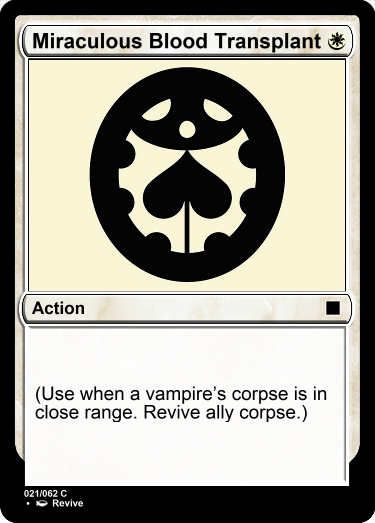 Miraculous Blood Transplant
Action
(Use when a vampire's corpse is in
close range. Revive ally corpse.)
021/062 C
• Revive